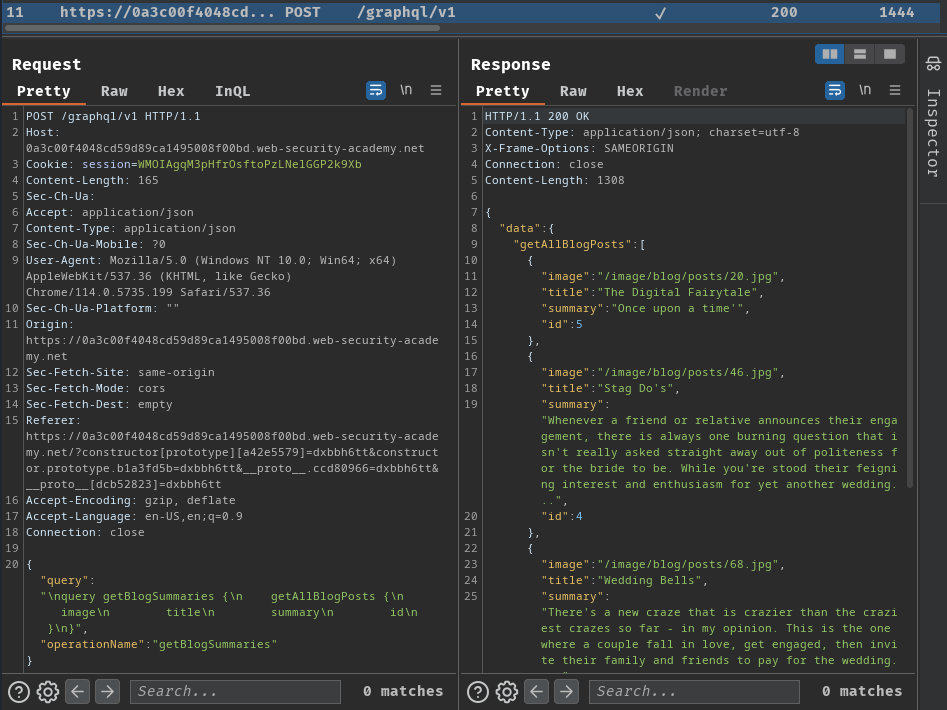 11 https://0a3c00f4048cd... POST /graphql/v1 ✓ 200 1444
Request
Pretty Raw Hex InQL \n
1 POST /graphql/v1 HTTP/1.1
2 Host:
0a3c00f4048cd59d89ca1495008f00bd.web-security-academy.net
3 Cookie: session=WMOIAgqM3pHfrOsftoPzLNelGGP2k9Xb
4 Content-Length: 165
5 Sec-Ch-Ua:
6 Accept: application/json
7 Content-Type: application/json
8 Sec-Ch-Ua-Mobile: ?0
9 User-Agent: Mozilla/5.0 (Windows NT 10.0; Win64; x64)
AppleWebKit/537.36 (KHTML, like Gecko)
Chrome/114.0.5735.199 Safari/537.36
10 Sec-Ch-Ua-Platform: ""
11 Origin:
https://0a3c00f4048cd59d89ca1495008f00bd.web-security-acade
my.net
12 Sec-Fetch-Site: same-origin
13 Sec-Fetch-Mode: cors
14 Sec-Fetch-Dest: empty
15 Referer:
https://0a3c00f4048cd59d89ca1495008f00bd.web-security-acade
my.net/?constructor[prototype][a42e5579]=dxbbh6tt&construct
or.prototype.b1a3fd5b=dxbbh6tt&__proto__.ccd80966=dxbbh6tt&
__proto__[dcb52823]=dxbbh6tt
16 Accept-Encoding: gzip, deflate
17 Accept-Language: en-US,en;q=0.9
18 Connection: close
19
20 {
"query":
"\nquery getBlogSummaries {\n    getAllBlogPosts {\n
image\n        title\n        summary\n        id\n
}\n}",
"operationName":"getBlogSummaries"
}
Search... 0 matches
Response
Pretty Raw Hex Render \n
1 HTTP/1.1 200 OK
2 Content-Type: application/json; charset=utf-8
3 X-Frame-Options: SAMEORIGIN
4 Connection: close
5 Content-Length: 1308
6
7 {
8 "data":{
9 "getAllBlogPosts":[
10 {
11 "image":"/image/blog/posts/20.jpg",
12 "title":"The Digital Fairytale",
13 "summary":"Once upon a time'",
14 "id":5
15 },
16 {
17 "image":"/image/blog/posts/46.jpg",
18 "title":"Stag Do's",
19 "summary":
"Whenever a friend or relative announces their enga
gement, there is always one burning question that i
sn't really asked straight away out of politeness f
or the bride to be. While you're stood their feigni
ng interest and enthusiasm for yet another wedding.
..",
20 "id":4
21 },
22 {
23 "image":"/image/blog/posts/68.jpg",
24 "title":"Wedding Bells",
25 "summary":
"There's a new craze that is crazier than the crazi
est crazes so far - in my opinion. This is the one
where a couple fall in love, get engaged, then invi
te their family and friends to pay for the wedding.
Search... 0 matches
Inspector